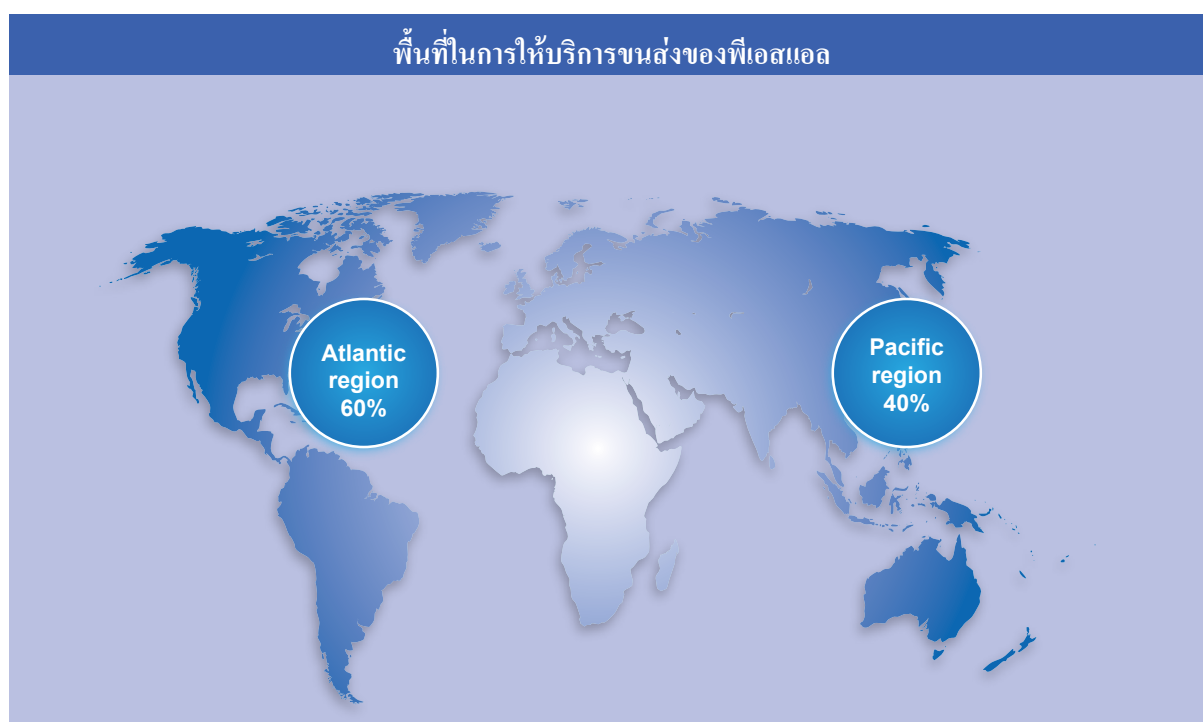 พื้นที่ในการให้บริการขนส่งของพีเอสแอล
Atlantic
region
60%
Pacific
region
40%